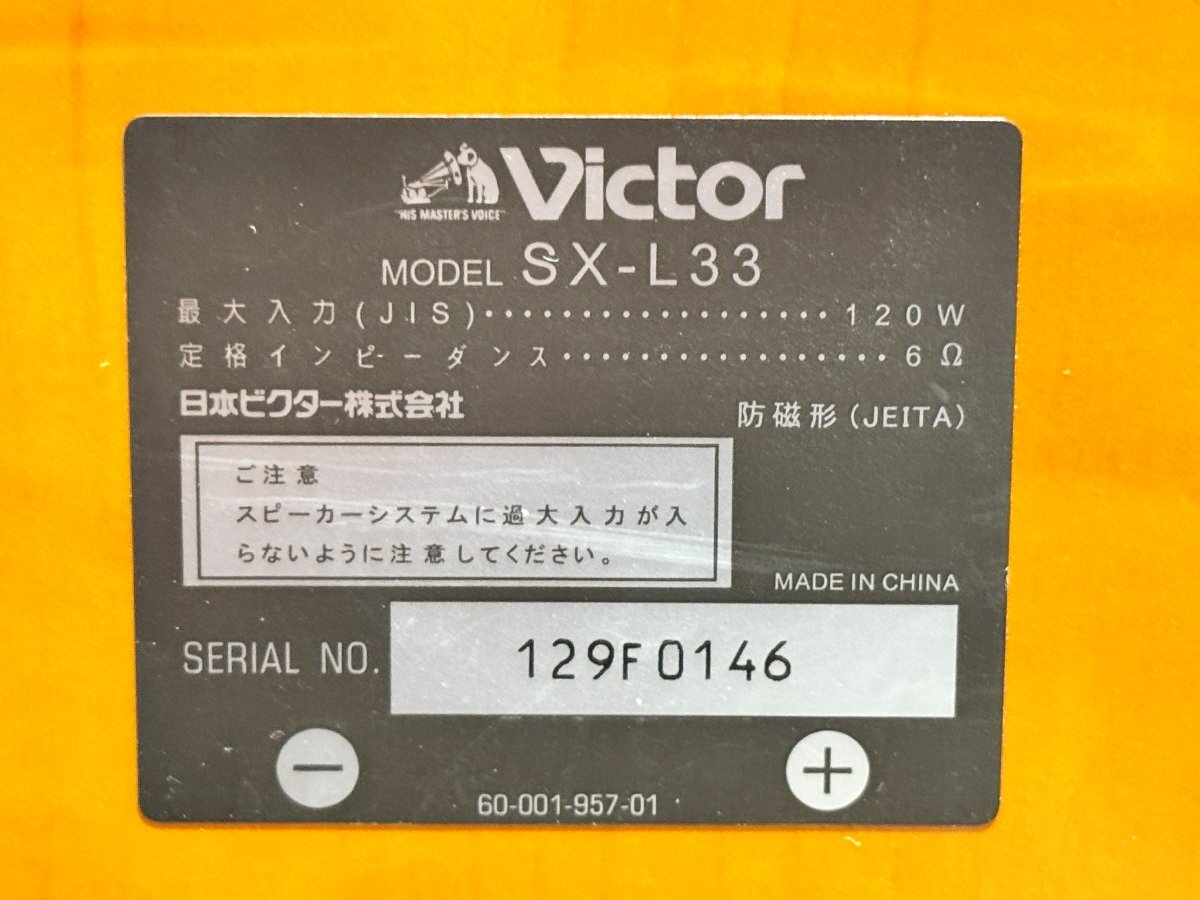 "HIS MASTER'S VOICE" Victor
MODEL SX-L33
最大入力(JIS)··················120W
定格インピーダンス·················6Ω
日本ビクター株式会社
防磁形(JEITA)
ご注意
スピーカーシステムに過大入力が入
らないように注意してください。
MADE IN CHINA
SERIAL NO. 129F0146
− +
60-001-957-01